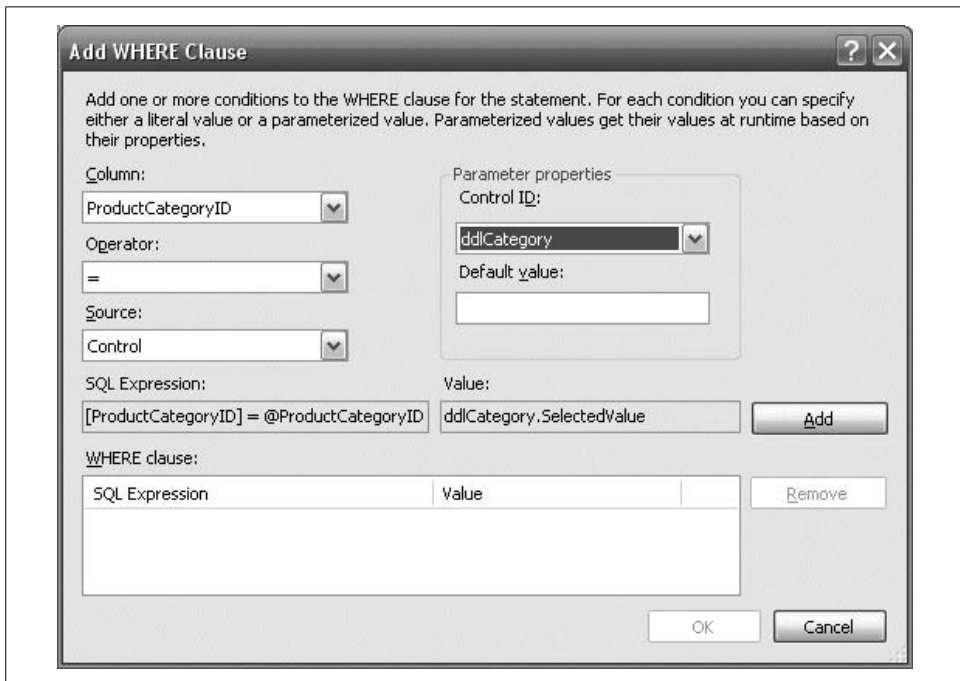 Add WHERE Clause
Add one or more conditions to the WHERE clause for the statement. For each condition you can specify
either a literal value or a parameterized value. Parameterized values get their values at runtime based on
their properties.
Column:
ProductCategoryID
Operator:
=
Source:
Control
Parameter properties
Control ID:
ddlCategory
Default value:
SQL Expression:
[ProductCategoryID] = @ProductCategoryID
Value:
ddlCategory.SelectedValue
Add
WHERE clause:
SQL Expression Value
Remove
OK Cancel